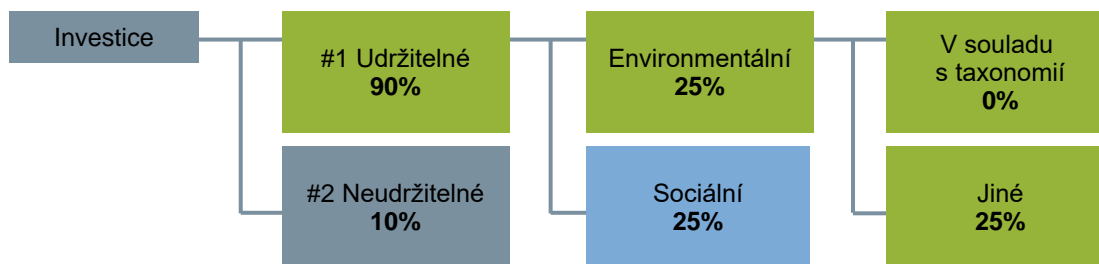 Investice
#1 Udržitelné
90%
Environmentální
25%
V souladu
s taxonomií
0%
#2 Neudržitelné
10%
Sociální
25%
Jiné
25%